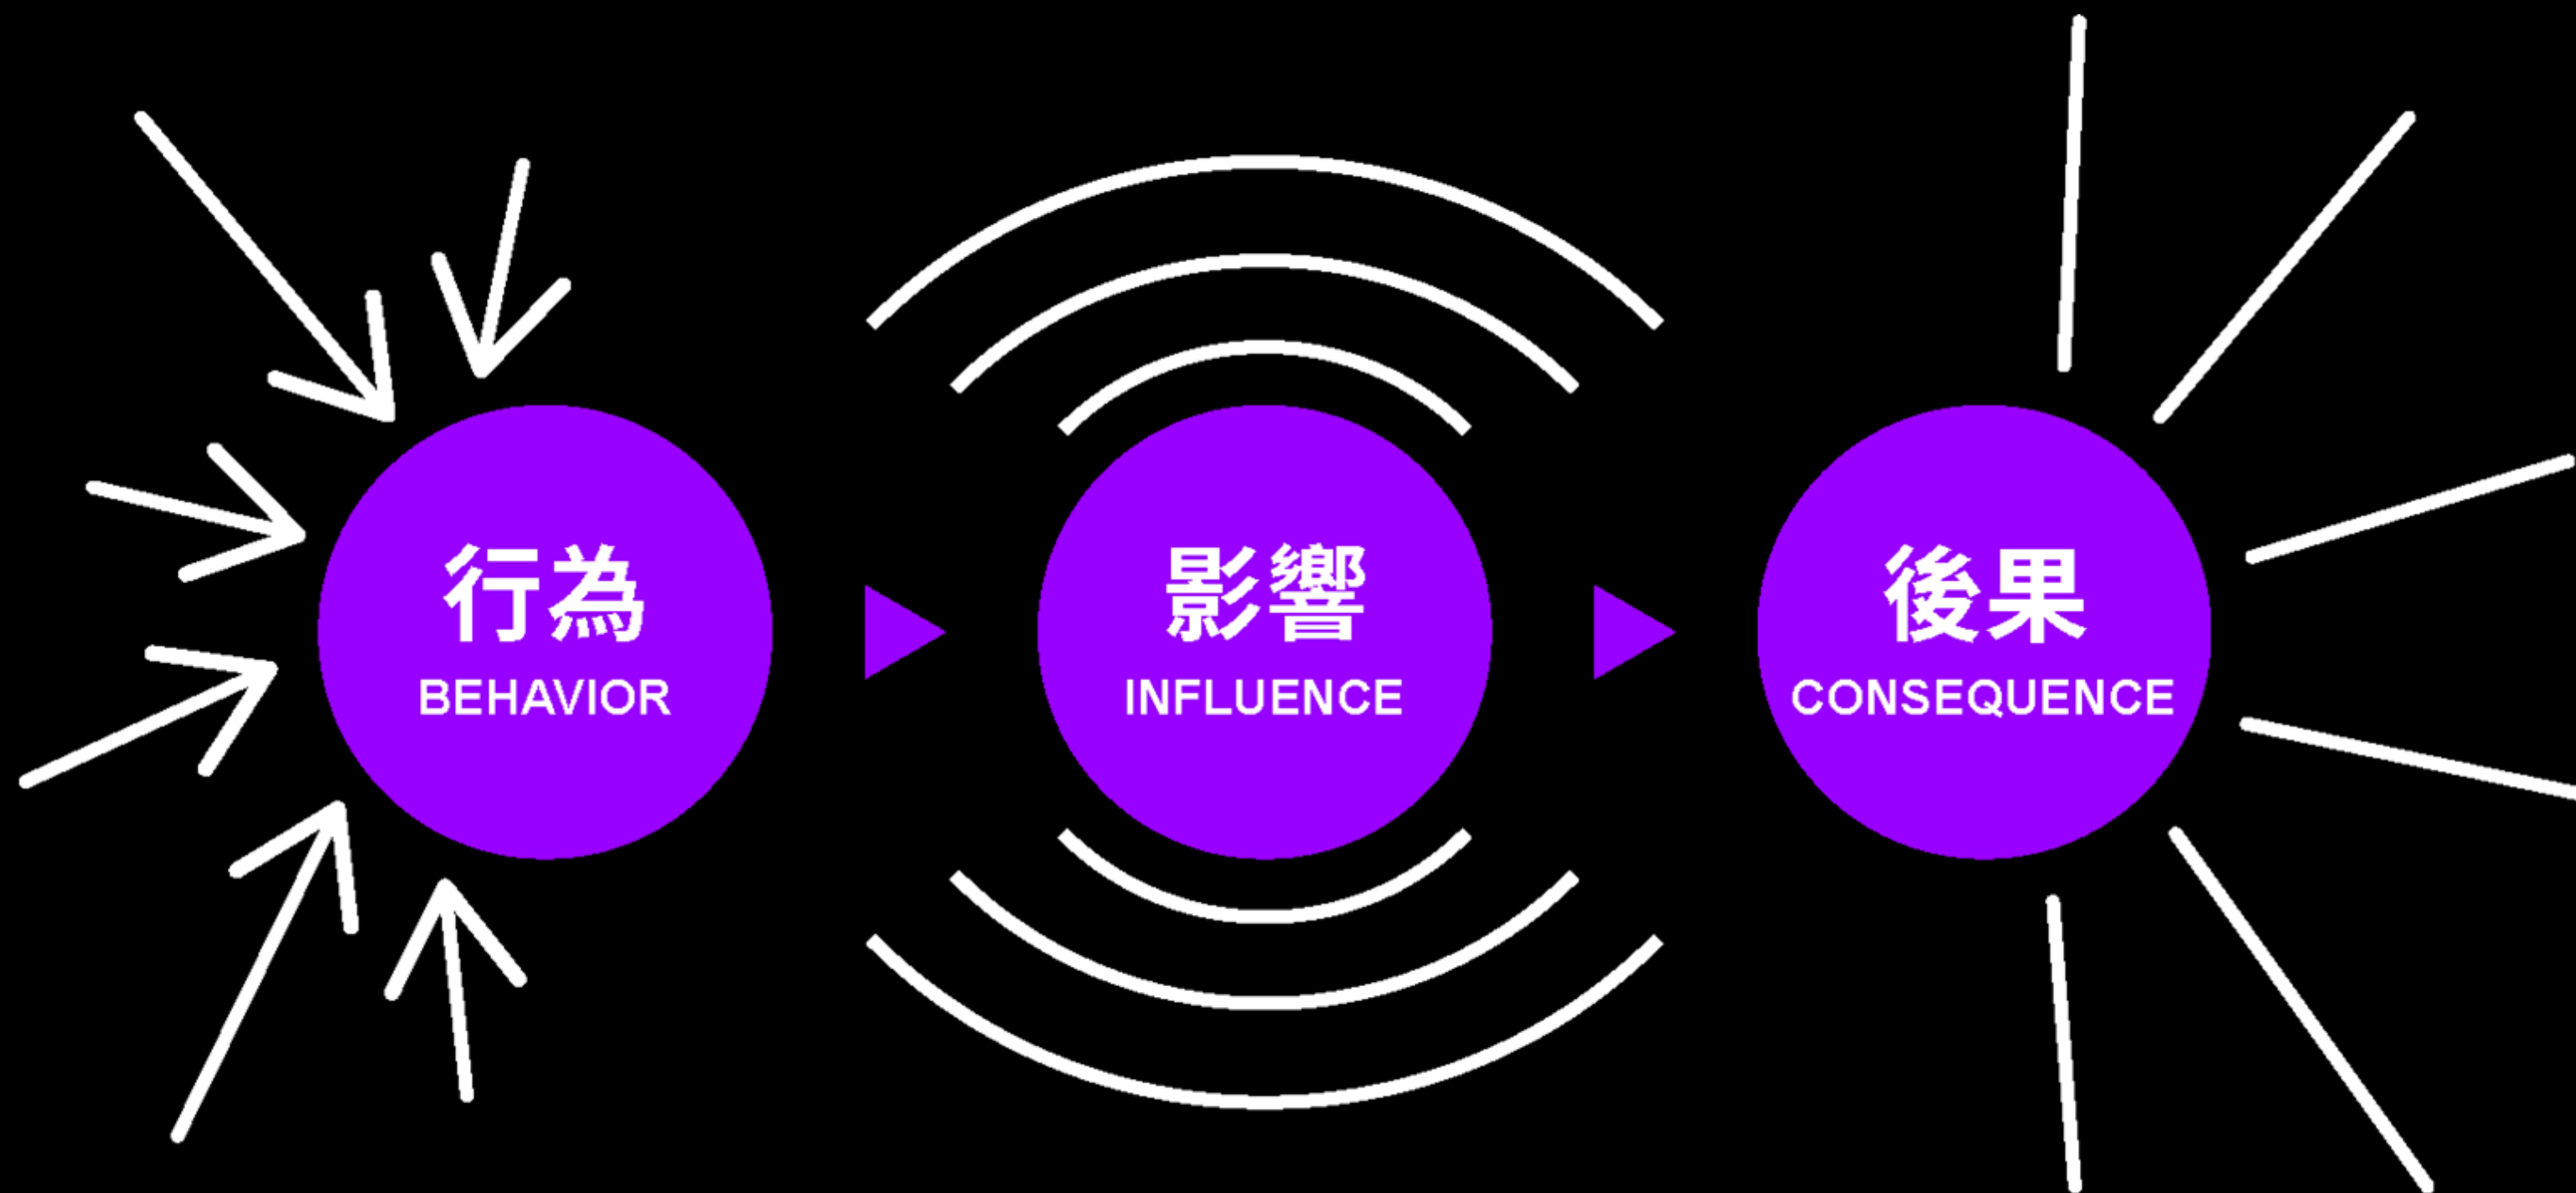 行為
BEHAVIOR
影響
INFLUENCE
後果
CONSEQUENCE